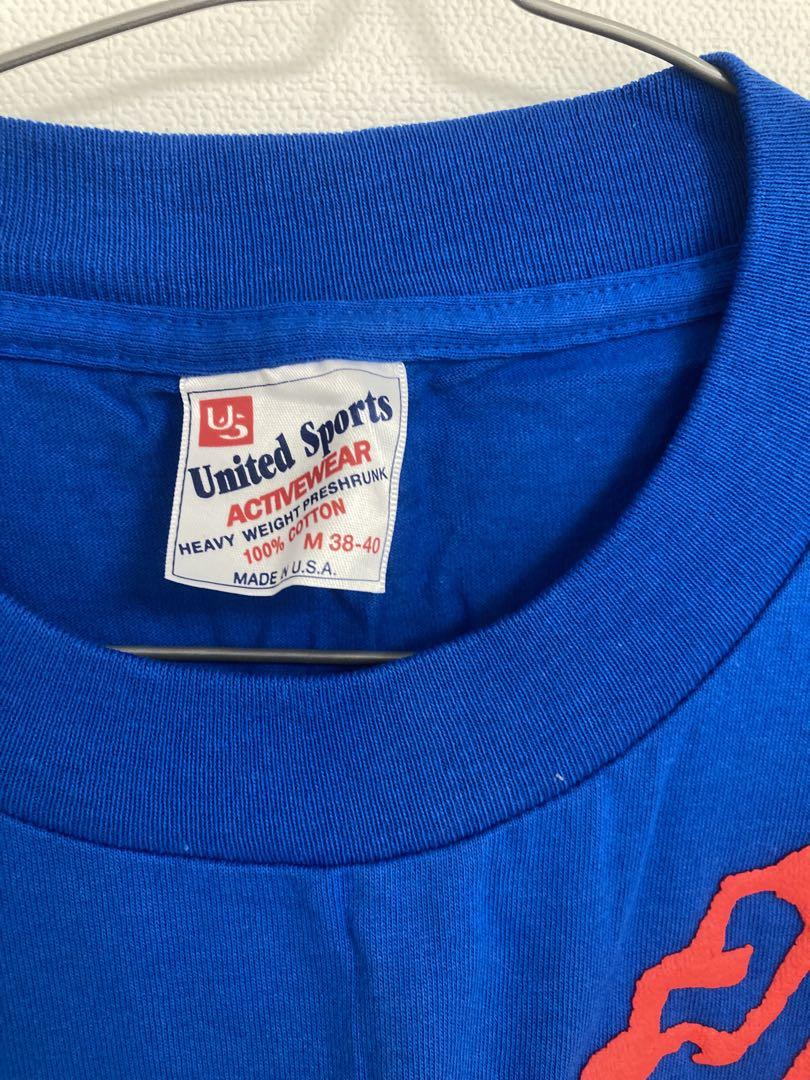 US
United Sports
ACTIVEWEAR
HEAVY WEIGHT PRESHRUNK
100% COTTON
M 38-40
MADE IN U.S.A.